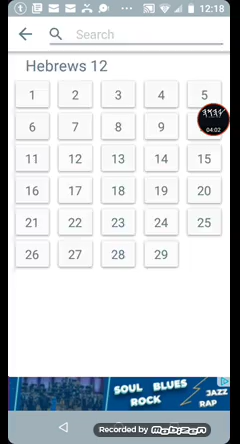 12:18
Search
Hebrews 12
1 2 3 4 5
6 7 8 9
04:02
11 12 13 14 15
16 17 18 19 20
21 22 23 24 25
26 27 28 29
SOUL BLUES JAZZ
ROCK RAP
Recorded by Mobizen